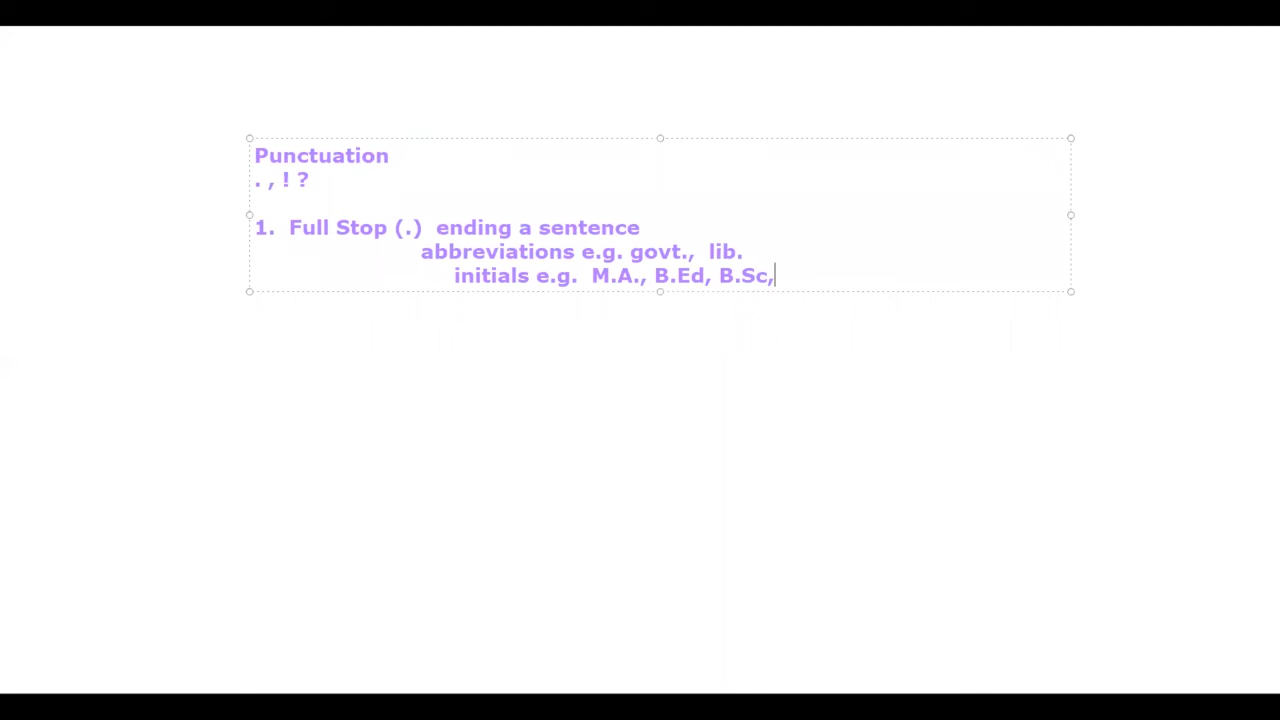 Punctuation
. , ! ?
1. Full Stop (.) ending a sentence
abbreviations e.g. govt., lib.
initials e.g. M.A., B.Ed, B.Sc,